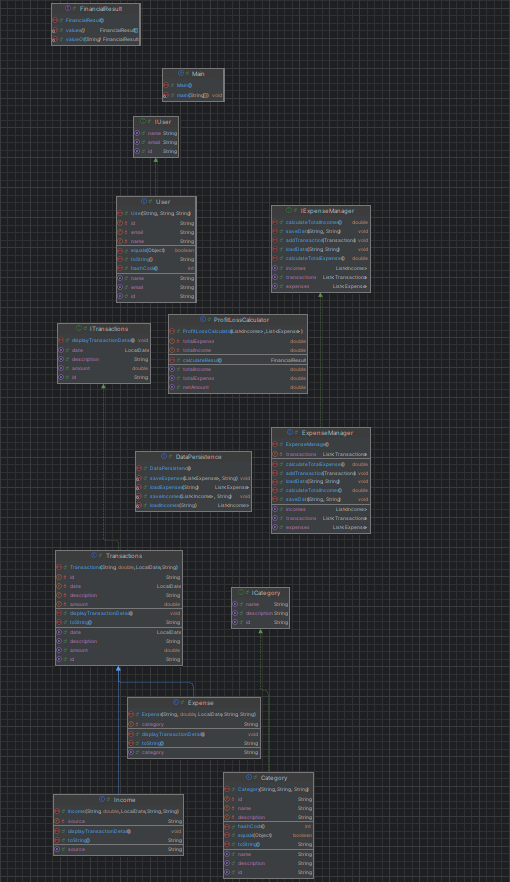 FinancialResult
FinancialResult()
values() FinancialResult[]
valueOf(String) FinancialResult
Main
Main()
main(String[]) void
IUser
name String
email String
id String
User
User(String, String, String)
id String
email String
name String
equals(Object) boolean
toString() String
hashCode() int
name String
email String
id String
IExpenseManager
calculateTotalIncome() double
saveData(String, String) void
addTransaction(Transactions) void
loadData(String, String) void
calculateTotalExpense() double
incomes List<Income>
transactions List<Transactions>
expenses List<Expense>
ITransactions
displayTransactionDetails() void
date LocalDate
description String
amount double
id String
ProfitLossCalculator
ProfitLossCalculator(List<Income>, List<Expense>)
totalExpense double
totalIncome double
calculateResult() FinancialResult
totalIncome double
totalExpense double
netAmount double
ExpenseManager
ExpenseManager()
transactions List<Transactions>
calculateTotalExpense() double
addTransaction(Transactions) void
loadData(String, String) void
calculateTotalIncome() double
saveData(String, String) void
incomes List<Income>
transactions List<Transactions>
expenses List<Expense>
DataPersistence
DataPersistence()
saveExpenses(List<Expense>, String) void
loadExpenses(String) List<Expense>
saveIncomes(List<Income>, String) void
loadIncomes(String) List<Income>
Transactions
Transactions(String, double, LocalDate, String)
id String
date LocalDate
description String
amount double
displayTransactionDetails() void
toString() String
date LocalDate
description String
amount double
id String
ICategory
name String
description String
id String
Expense
Expense(String, double, LocalDate, String, String)
category String
displayTransactionDetails() void
toString() String
category String
Category
Category(String, String, String)
id String
name String
description String
hashCode() int
equals(Object) boolean
toString() String
name String
description String
id String
Income
Income(String, double, LocalDate, String, String)
source String
displayTransactionDetails() void
toString() String
source String